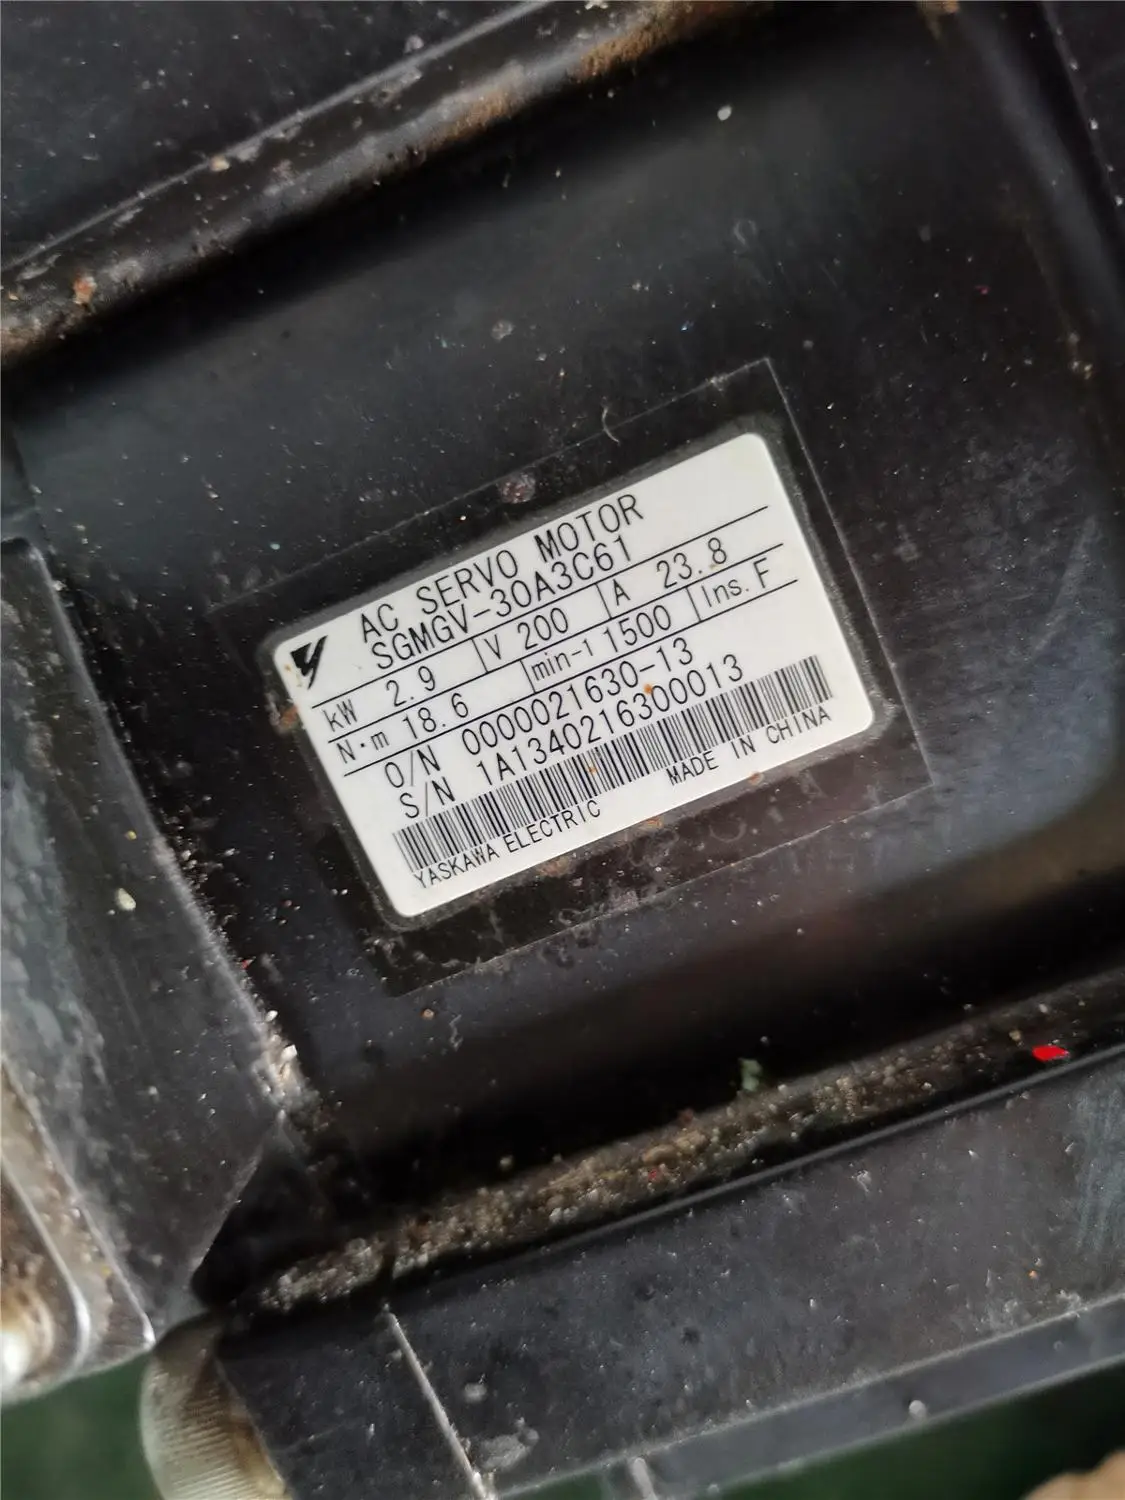 AC SERVO MOTOR
SGMGV-30A3C61
kW 2.9 V 200 A 23.8
N·m 18.6 min-1 1500 Ins. F
O/N 0000021630-13
S/N 1A1340216300013
YASKAWA ELECTRIC MADE IN CHINA